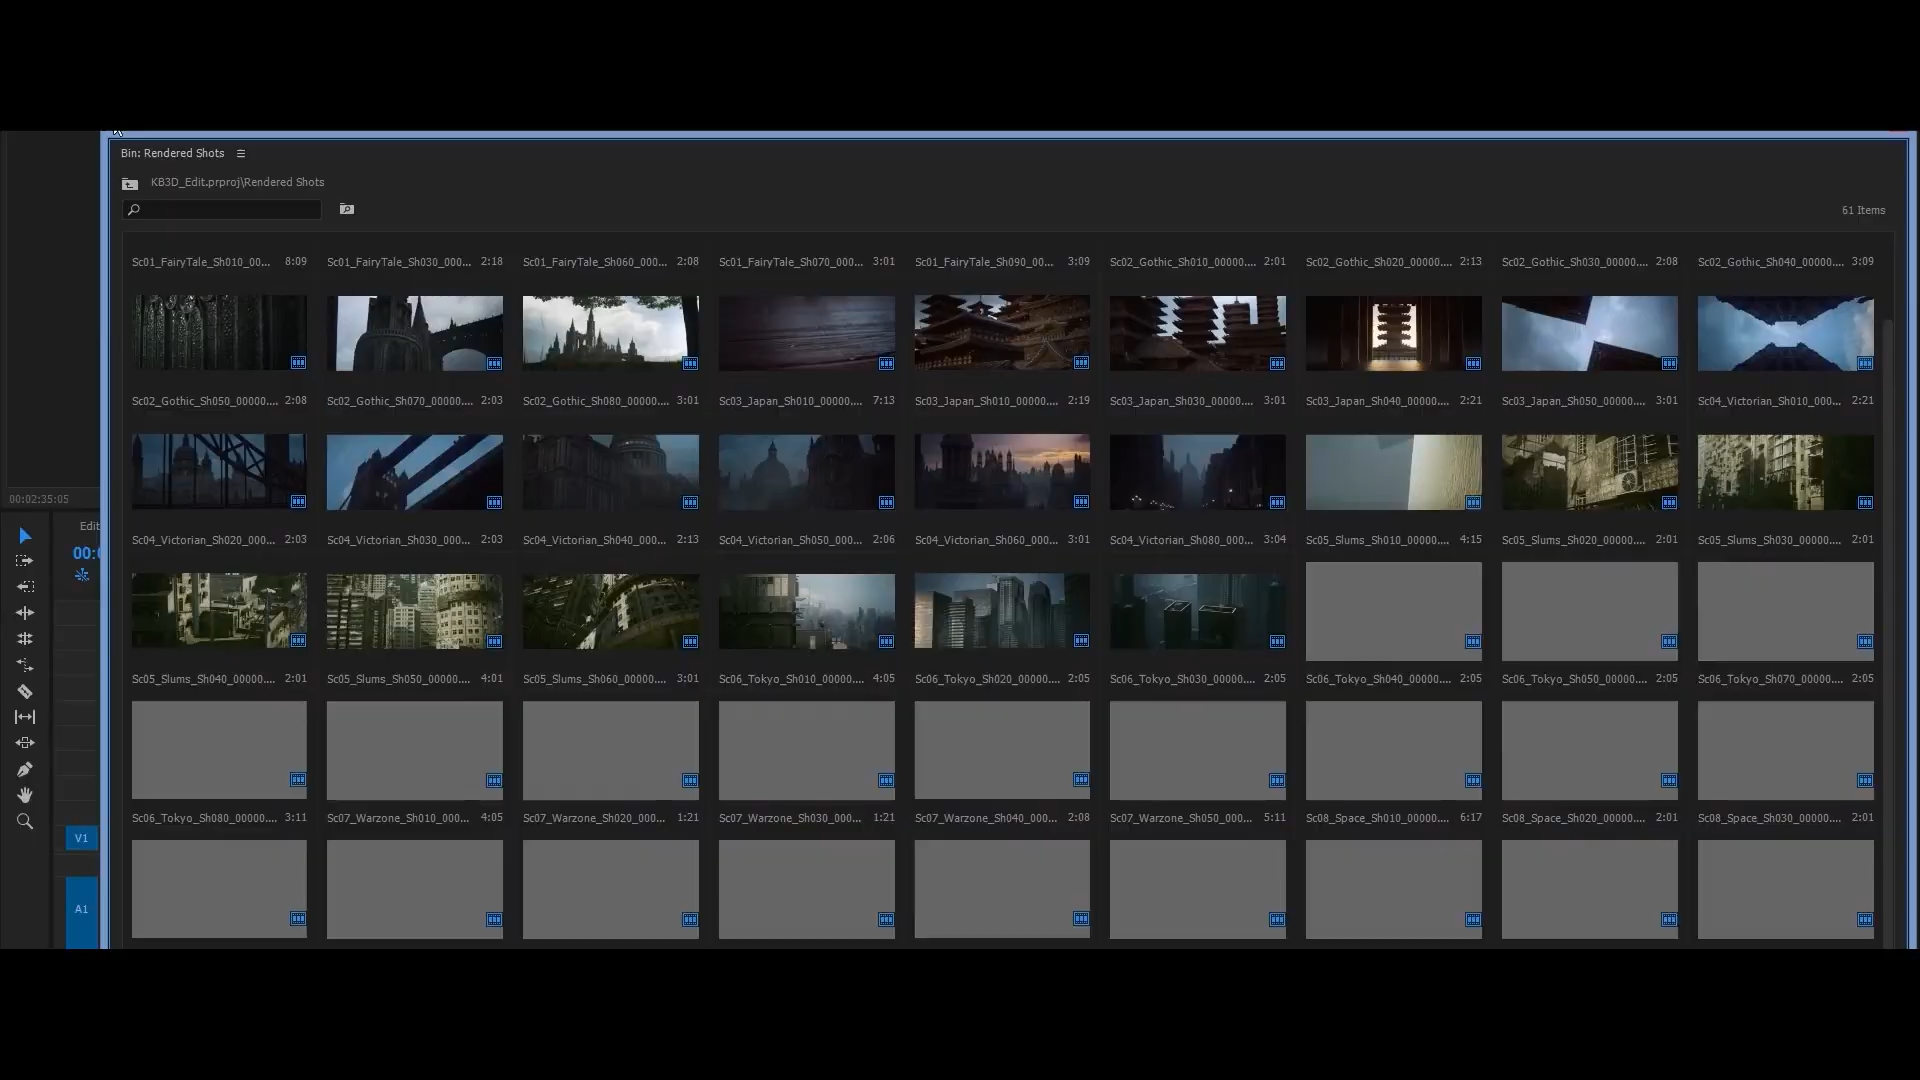 Bin: Rendered Shots
KB3D_Edit.prproj\Rendered Shots
61 Items
Sc01_FairyTale_Sh010_00... 8:09 Sc01_FairyTale_Sh030_000... 2:18 Sc01_FairyTale_Sh060_000... 2:08 Sc01_FairyTale_Sh070_000... 3:01 Sc01_FairyTale_Sh090_00... 3:09 Sc02_Gothic_Sh010_00000.... 2:01 Sc02_Gothic_Sh020_00000.... 2:13 Sc02_Gothic_Sh030_00000.... 2:08 Sc02_Gothic_Sh040_00000.... 3:09
Sc02_Gothic_Sh050_00000.... 2:08 Sc02_Gothic_Sh070_00000.... 2:03 Sc02_Gothic_Sh080_00000.... 3:01 Sc03_Japan_Sh010_00000.... 7:13 Sc03_Japan_Sh010_00000.... 2:19 Sc03_Japan_Sh030_00000.... 3:01 Sc03_Japan_Sh040_00000.... 2:21 Sc03_Japan_Sh050_00000.... 3:01 Sc04_Victorian_Sh010_000... 2:21
00:02:35:05
Edit
Sc04_Victorian_Sh020_000... 2:03 Sc04_Victorian_Sh030_000... 2:03 Sc04_Victorian_Sh040_000... 2:13 Sc04_Victorian_Sh050_000... 2:06 Sc04_Victorian_Sh060_000... 3:01 Sc04_Victorian_Sh080_000... 3:04 Sc05_Slums_Sh010_00000.... 4:15 Sc05_Slums_Sh020_00000.... 2:01 Sc05_Slums_Sh030_00000.... 2:01
00:0
Sc05_Slums_Sh040_00000.... 2:01 Sc05_Slums_Sh050_00000.... 4:01 Sc05_Slums_Sh060_00000.... 3:01 Sc06_Tokyo_Sh010_00000.... 4:05 Sc06_Tokyo_Sh020_00000.... 2:05 Sc06_Tokyo_Sh030_00000.... 2:05 Sc06_Tokyo_Sh040_00000.... 2:05 Sc06_Tokyo_Sh050_00000.... 2:05 Sc06_Tokyo_Sh070_00000.... 2:05
Sc06_Tokyo_Sh080_00000.... 3:11 Sc07_Warzone_Sh010_000... 4:05 Sc07_Warzone_Sh020_000... 1:21 Sc07_Warzone_Sh030_000... 1:21 Sc07_Warzone_Sh040_000... 2:08 Sc07_Warzone_Sh050_000... 5:11 Sc08_Space_Sh010_00000.... 6:17 Sc08_Space_Sh020_00000.... 2:01 Sc08_Space_Sh030_00000.... 2:01
V1
A1